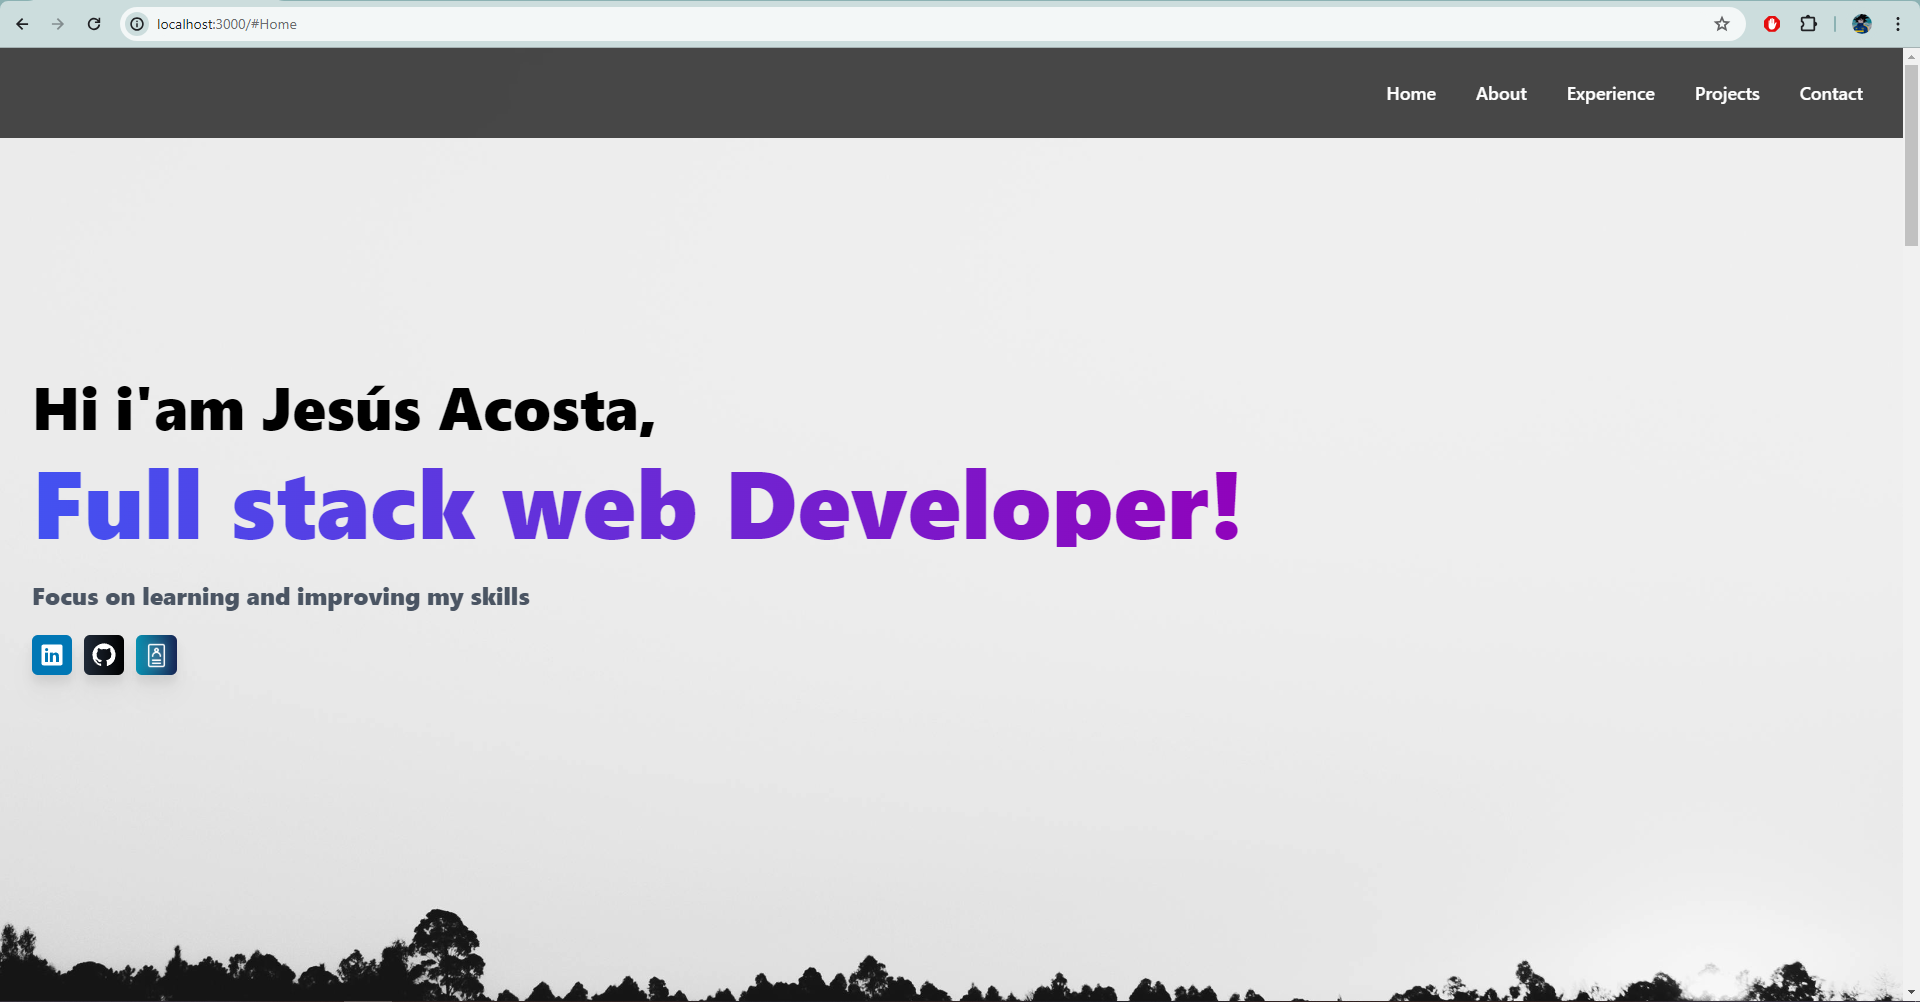 localhost:3000/#Home
Home About Experience Projects Contact
Hi i'am Jesús Acosta,
Full stack web Developer!
Focus on learning and improving my skills
in